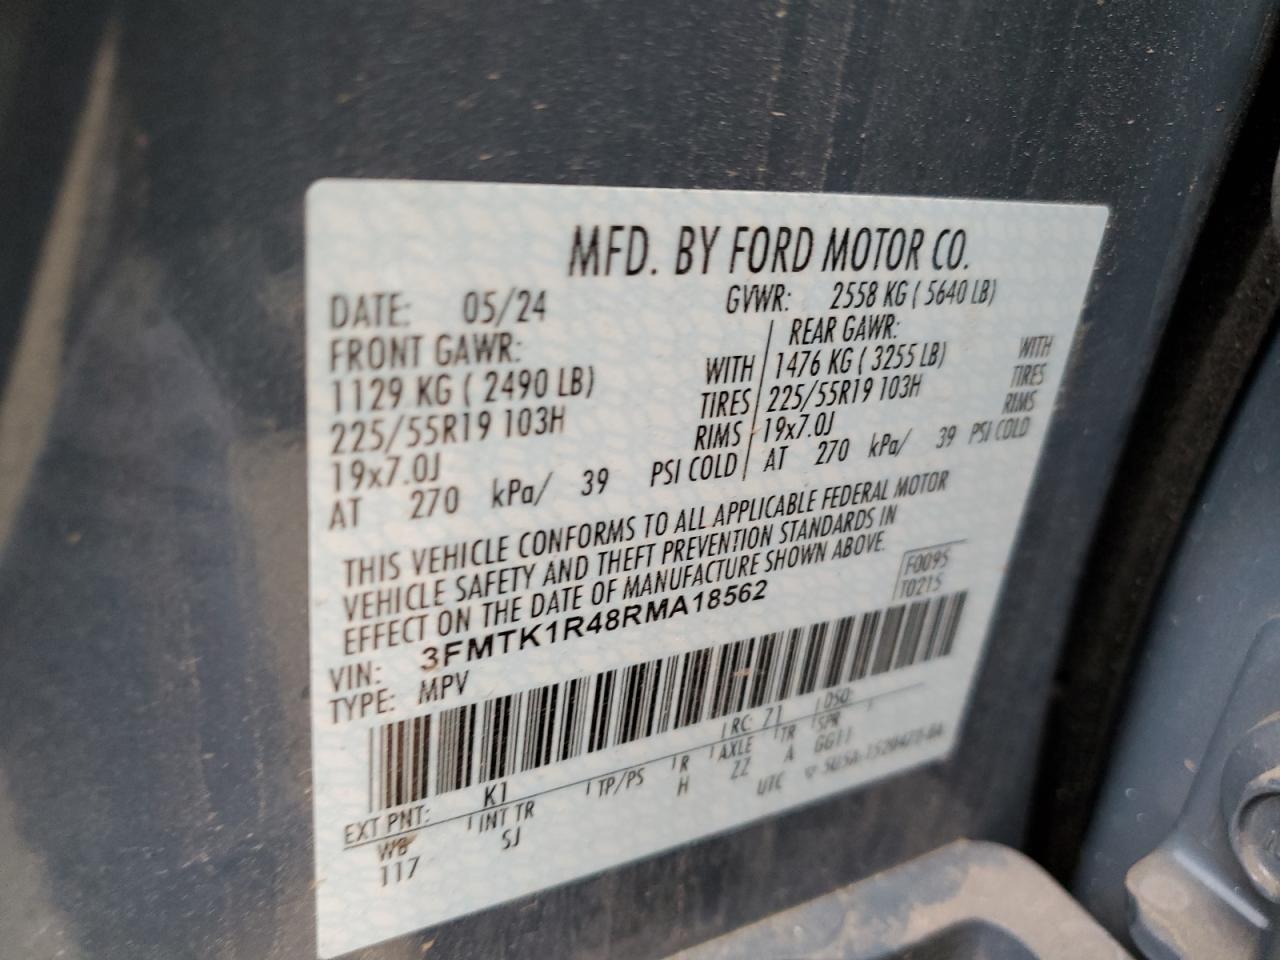 MFD. BY FORD MOTOR CO.
DATE: 05/24 GVWR: 2558 KG ( 5640 LB)
FRONT GAWR: REAR GAWR:
1129 KG ( 2490 LB) WITH 1476 KG ( 3255 LB) WITH
225/55R19 103H TIRES 225/55R19 103H TIRES
19x7.0J RIMS 19x7.0J RIMS
AT 270 kPa/ 39 PSI COLD AT 270 kPa/ 39 PSI COLD
THIS VEHICLE CONFORMS TO ALL APPLICABLE FEDERAL MOTOR
VEHICLE SAFETY AND THEFT PREVENTION STANDARDS IN
EFFECT ON THE DATE OF MANUFACTURE SHOWN ABOVE.
F0095
T0215
VIN: 3FMTK1R48RMA18562
TYPE: MPV
EXT PNT: K1 RC: 71 DSO:
WB INT TR TP/PS R AXLE TR SPR
117 SJ H ZZ A GG11
UTC